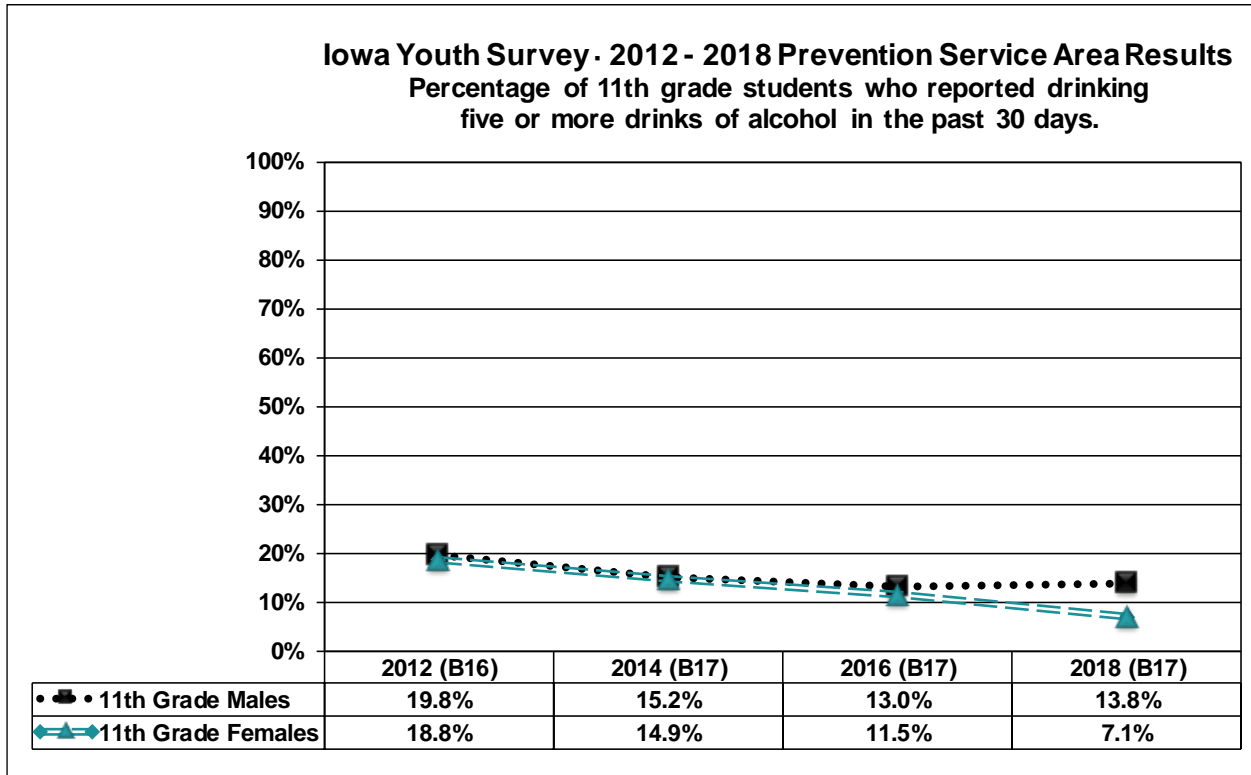 Iowa Youth Survey · 2012 - 2018 Prevention Service Area Results
Percentage of 11th grade students who reported drinking
five or more drinks of alcohol in the past 30 days.
100%
90%
80%
70%
60%
50%
40%
30%
20%
10%
0%
2012 (B16) 2014 (B17) 2016 (B17) 2018 (B17)
11th Grade Males 19.8% 15.2% 13.0% 13.8%
11th Grade Females 18.8% 14.9% 11.5% 7.1%